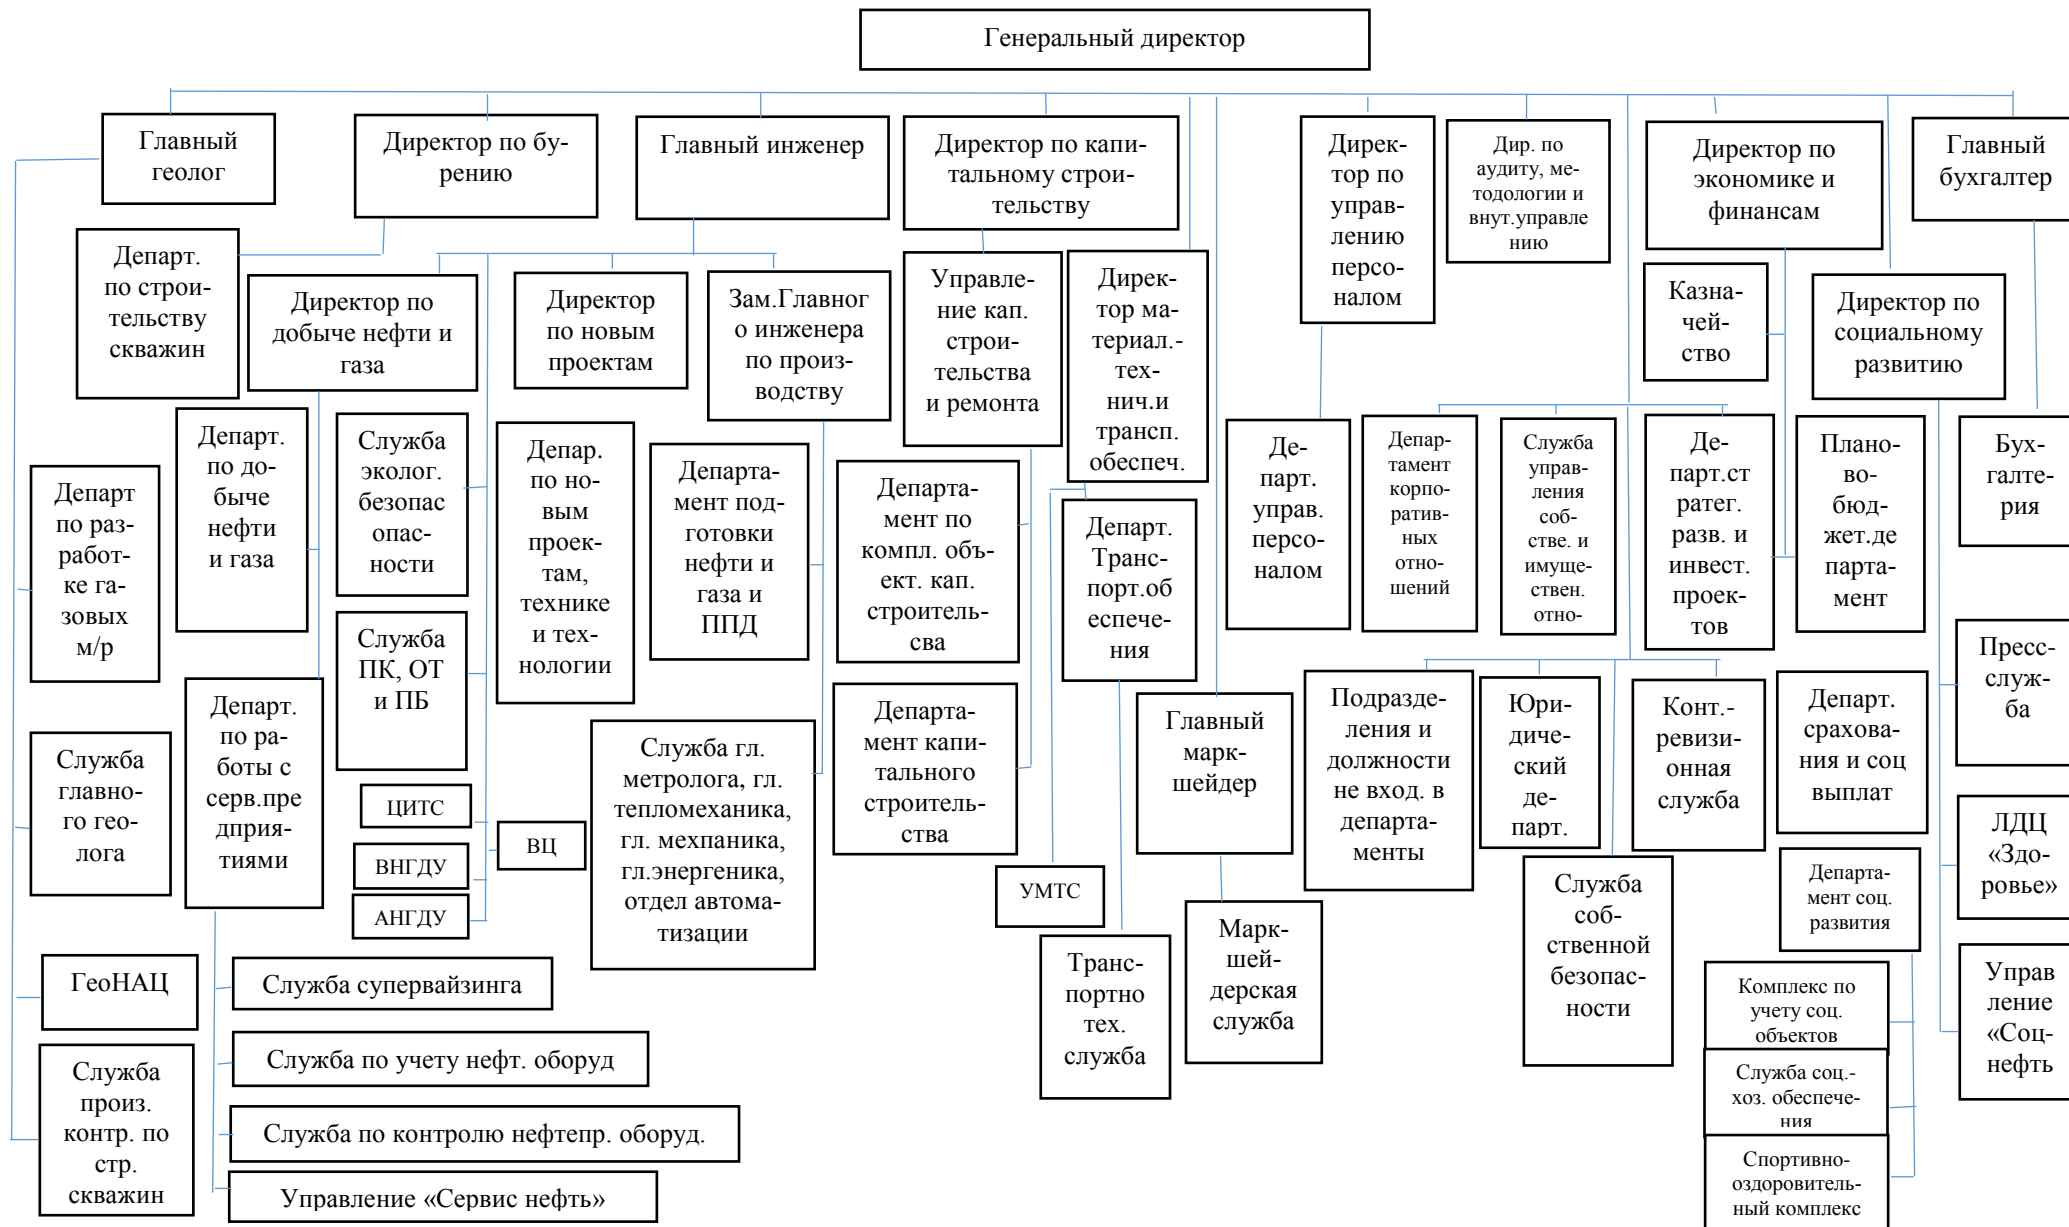 Генеральный директор
Главный
геолог
Директор по бу-
рению
Главный инженер
Директор по капи-
тальному строи-
тельству
Дирек-
тор по
управ-
лению
персо-
налом
Дир. по
аудиту, ме-
тодологии и
внут.управле
нию
Директор по
экономике и
финансам
Главный
бухгалтер
Департ.
по строи-
тельству
скважин
Директор по
добыче нефти и
газа
Директор
по новым
проектам
Зам.Главног
о инженера
по произ-
водству
Управле-
ние кап.
строи-
тельства
и ремонта
Дирек-
тор ма-
териал.-
тех-
нич.и
трансп.
обеспеч.
Казна-
чей-
ство
Директор по
социальному
развитию
Департ
по раз-
работ-
ке га-
зовых
м/р
Департ.
по до-
быче
нефти
и газа
Служба
эколог.
безопас
опас-
ности
Депар.
по но-
вым
проек-
там,
технике
и тех-
нологии
Департа-
мент под-
готовки
нефти и
газа и
ППД
Департа-
мент по
компл. объ-
ект. кап.
строитель-
сва
Департ.
Транс-
порт.об
еспече-
ния
Де-
парт.
управ.
персо-
налом
Депар-
тамент
корпо-
ратив-
ных
отно-
шений
Служба
управ-
ления
соб-
стве. и
имуще-
ствен.
отно-
Де-
парт.ст
ратег.
разв. и
инвест.
проек-
тов
Плано-
во-
бюд-
жет.де
парта-
мент
Бух-
галте-
рия
Служба
ПК, ОТ
и ПБ
Пресс-
служ-
ба
Служба
главно-
го гео-
лога
Департ.
по ра-
боты с
серв.пре
дприя-
тиями
ЦИТС
ВНГДУ
АНГДУ
ВЦ
Служба гл.
метролога, гл.
тепломеханика,
гл. мехпаника,
гл.энергеника,
отдел автома-
тизации
Департа-
мент капи-
тального
строитель-
ства
УМТС
Главный
марк-
шейдер
Подразде-
ления и
должности
не вход. в
департа-
менты
Юри-
диче-
ский
де-
парт.
Конт.-
ревизи-
онная
служба
Департ.
срахова-
ния и соц
выплат
ЛДЦ
«Здо-
ровье»
Служба
соб-
ственной
безопас-
ности
Департа-
мент соц.
развития
ГеоНАЦ
Служба супервайзинга
Транс-
портно
тех.
служба
Марк-
шей-
дерская
служба
Комплекс по
учету соц.
объектов
Управ
ление
«Соц-
нефть
Служба
произ.
контр. по
стр.
скважин
Служба по учету нефт. оборуд
Служба по контролю нефтепр. оборуд.
Управление «Сервис нефть»
Служба соц.-
хоз. обеспече-
ния
Спортивно-
оздоровитель-
ный комплекс